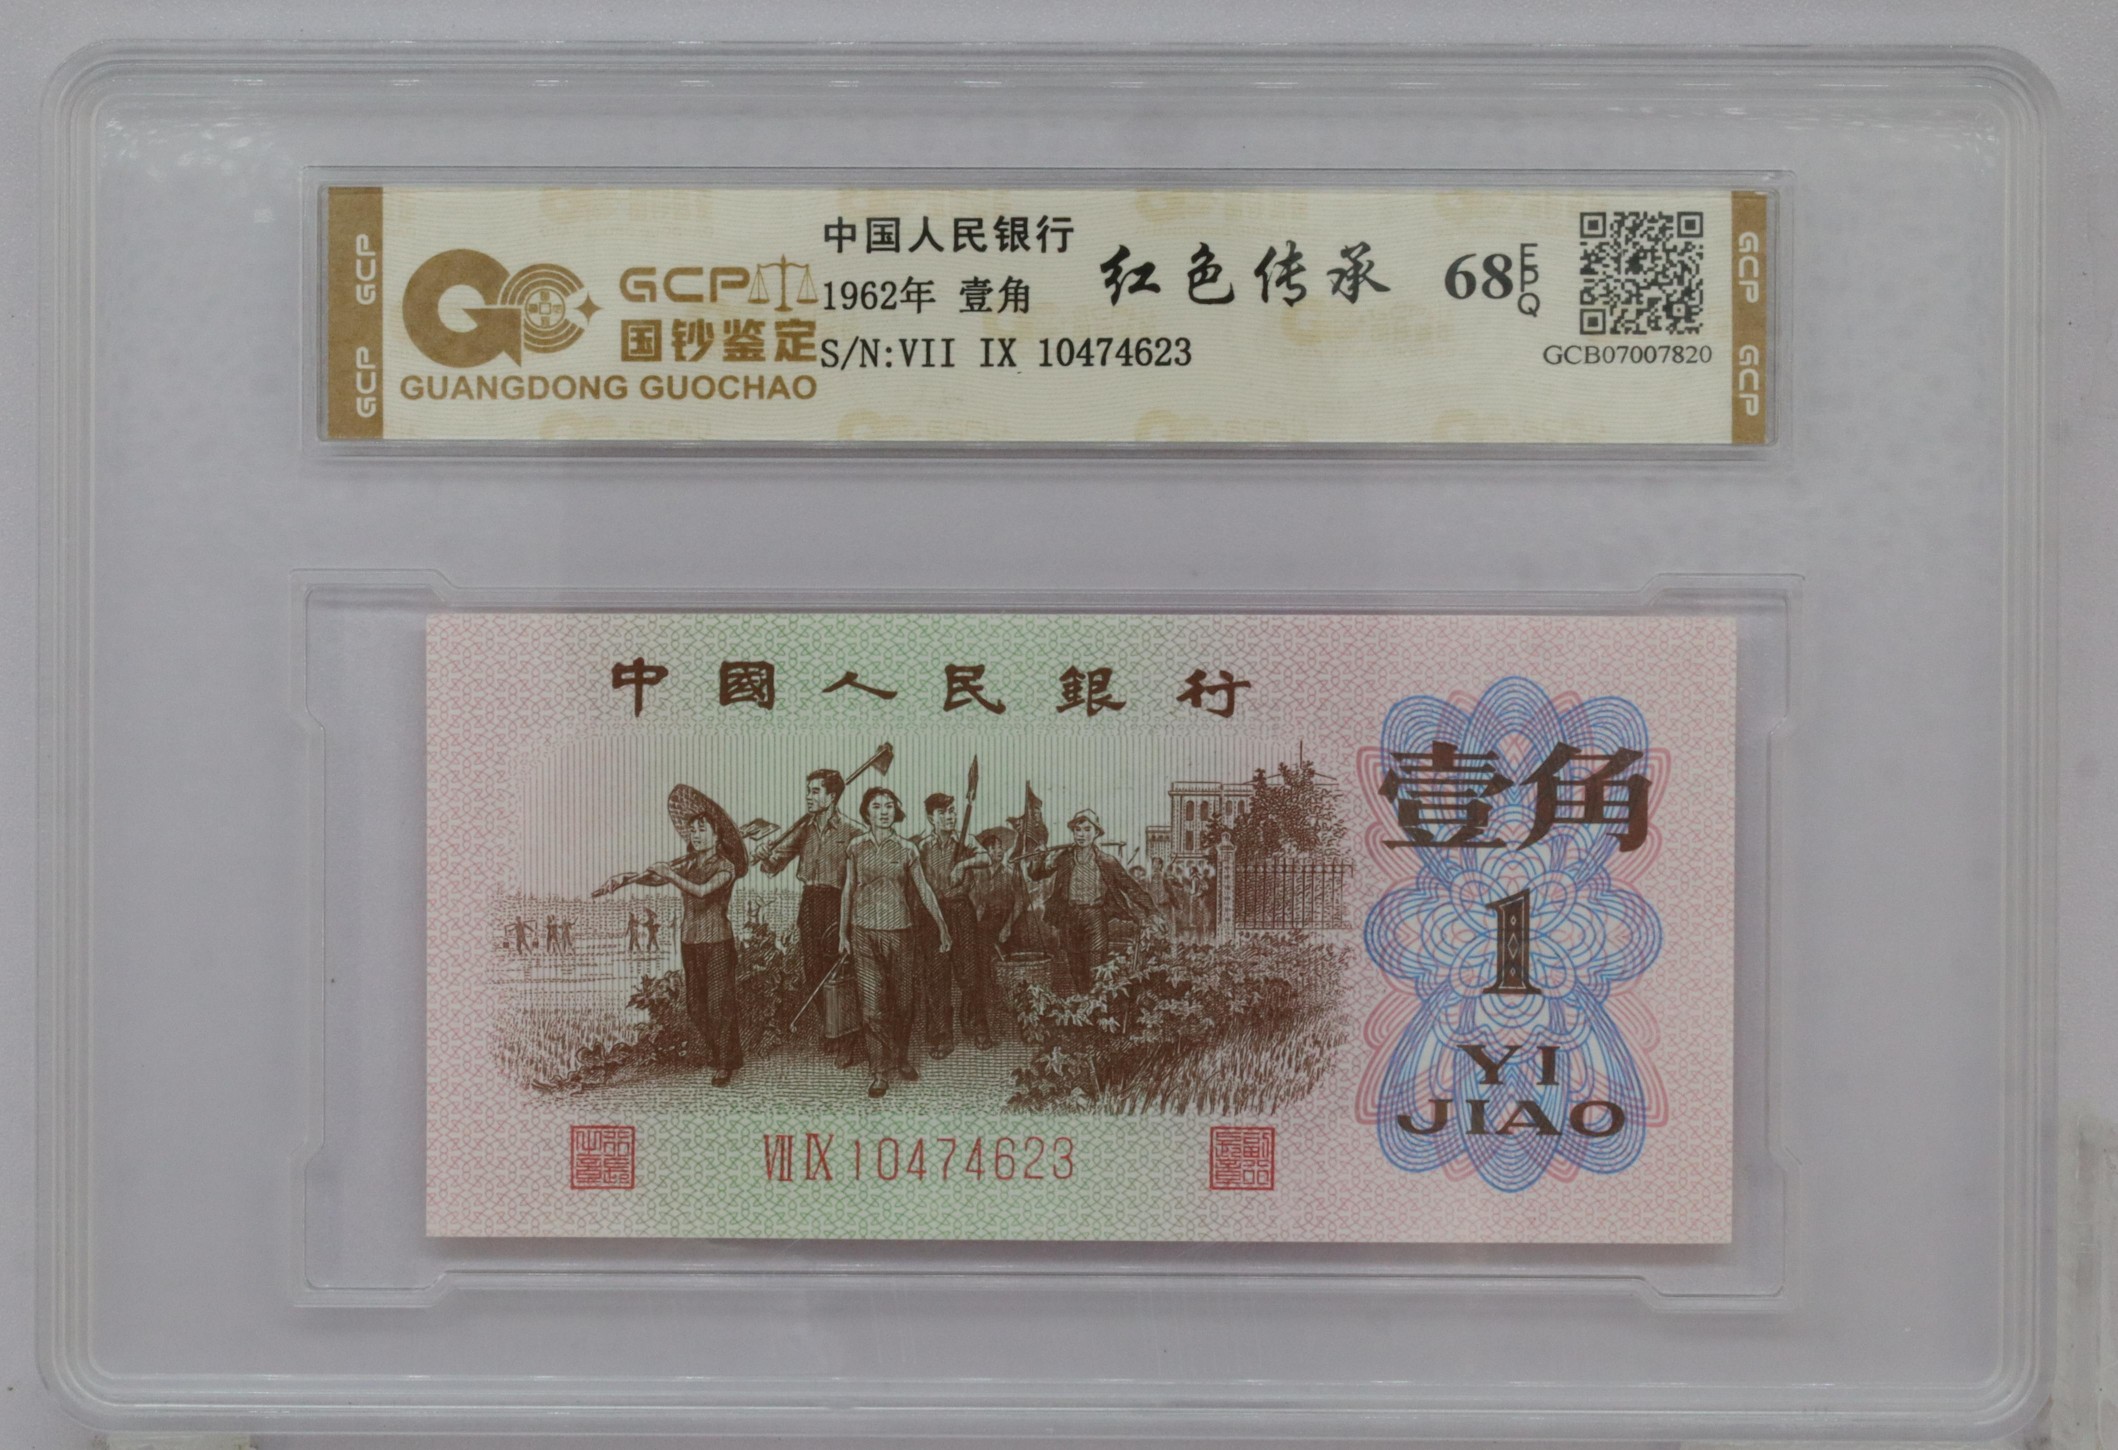 GCP GCP
GCP
国钞鉴定
GUANGDONG GUOCHAO
中国人民银行
1962年 壹角
S/N:VII IX 10474623
红色传承
68 EPQ
GCB07007820
GCP GCP
中國人民銀行
壹角
1
YI
JIAO
VII IX 10474623